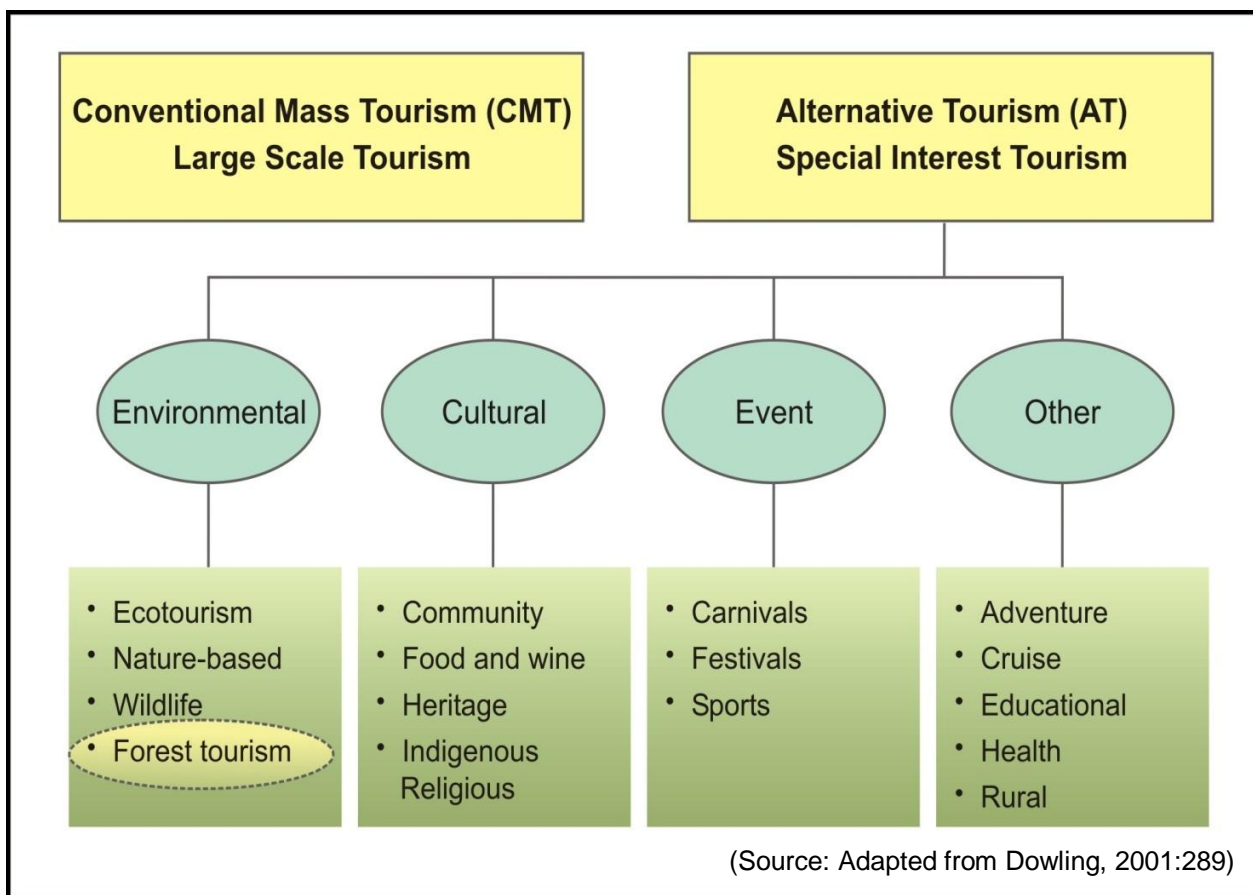 Conventional Mass Tourism (CMT)
Large Scale Tourism
Alternative Tourism (AT)
Special Interest Tourism
Environmental
Cultural
Event
Other
• Ecotourism
• Nature-based
• Wildlife
• Forest tourism
• Community
• Food and wine
• Heritage
• Indigenous
Religious
• Carnivals
• Festivals
• Sports
• Adventure
• Cruise
• Educational
• Health
• Rural
(Source: Adapted from Dowling, 2001:289)